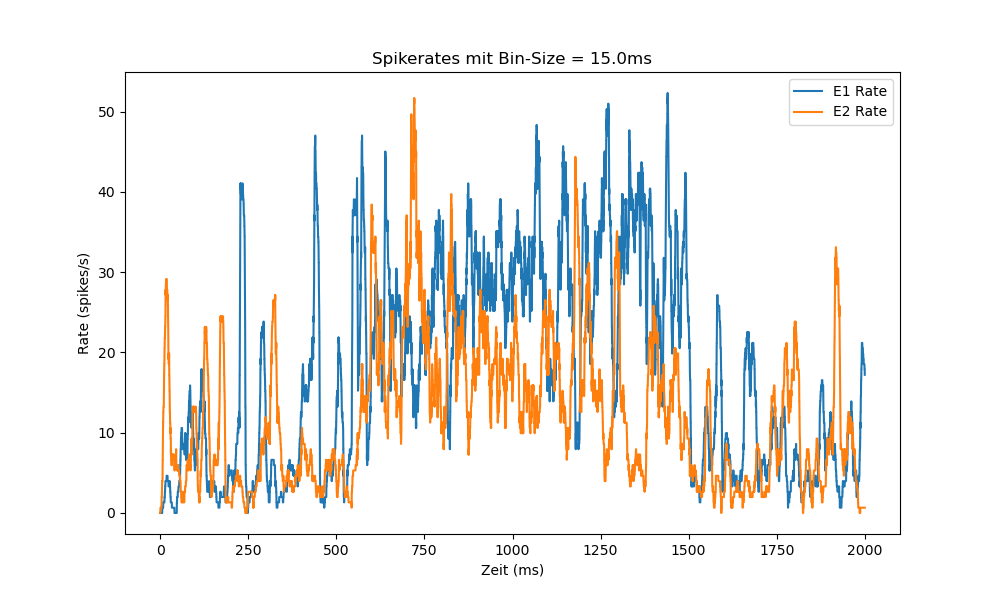 Spikerates mit Bin-Size = 15.0ms
E1 Rate
E2 Rate
50
40
30
20
10
0
Rate (spikes/s)
0 250 500 750 1000 1250 1500 1750 2000
Zeit (ms)